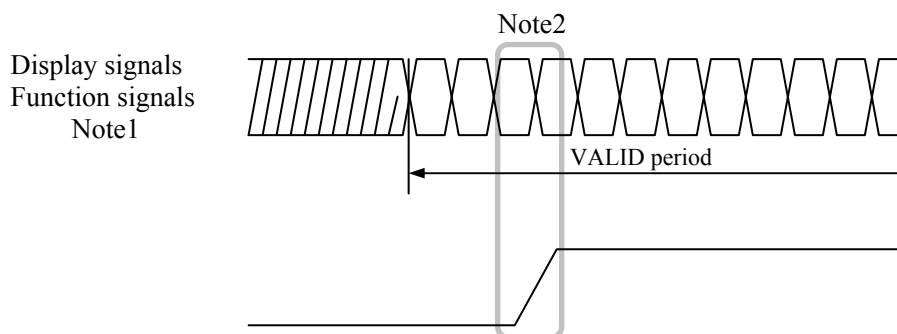 Note2
Display signals
Function signals
Note1
VALID period